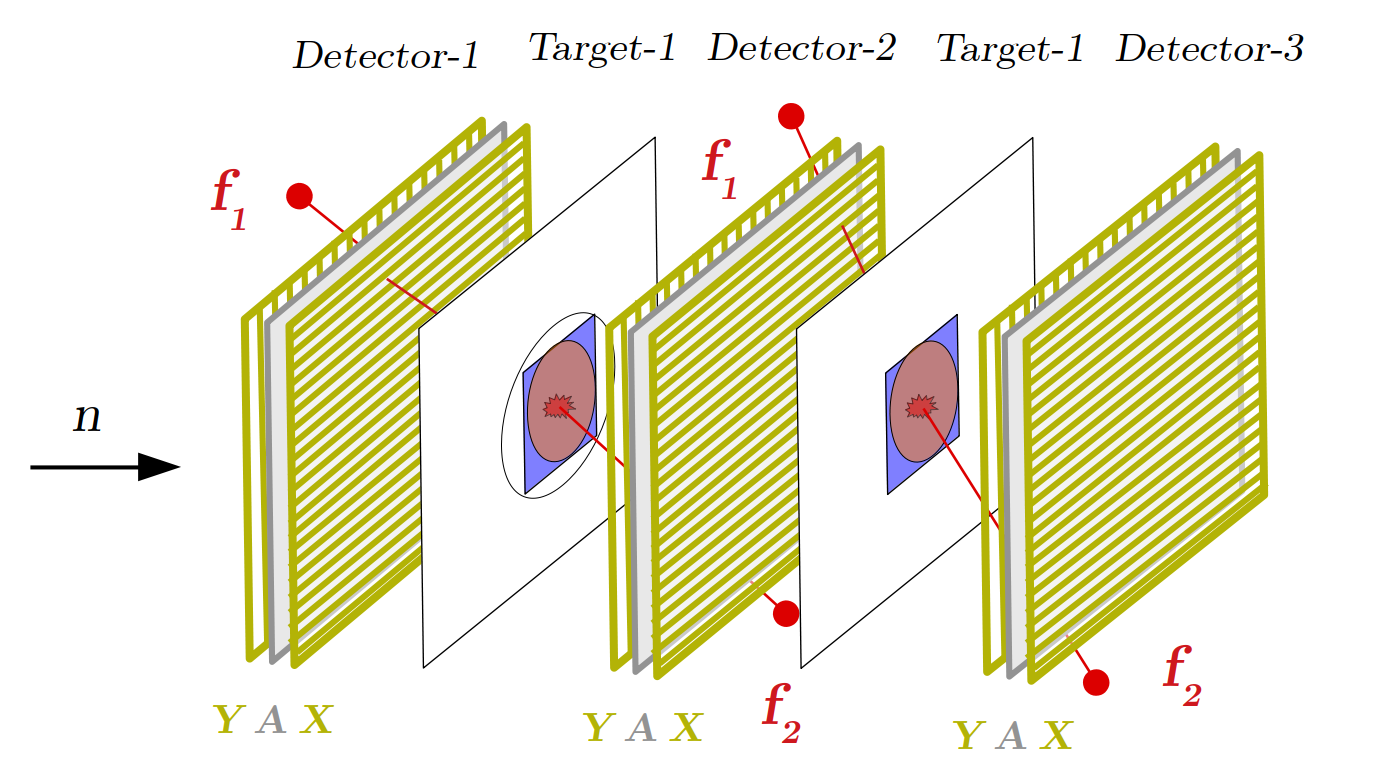 Detector-1 Target-1 Detector-2 Target-1 Detector-3
f1
f1
n
f2
f2
Y A X
Y A X
Y A X